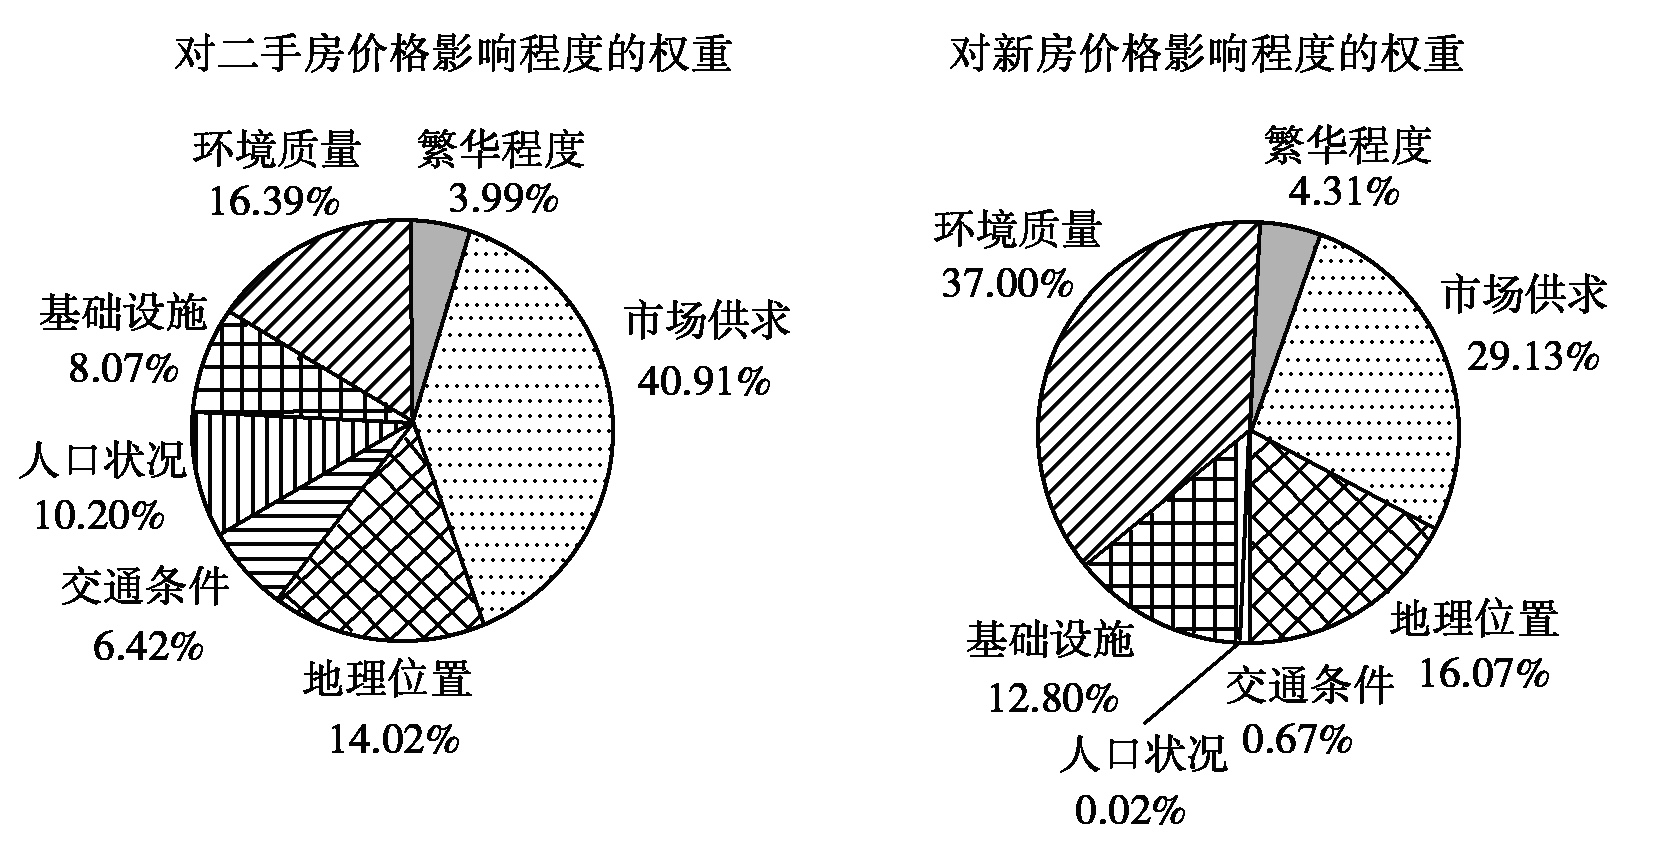 对二手房价格影响程度的权重
环境质量
16.39%
繁华程度
3.99%
市场供求
40.91%
基础设施
8.07%
人口状况
10.20%
交通条件
6.42%
地理位置
14.02%
对新房价格影响程度的权重
繁华程度
4.31%
环境质量
37.00%
市场供求
29.13%
地理位置
16.07%
基础设施
12.80%
交通条件
0.67%
人口状况
0.02%